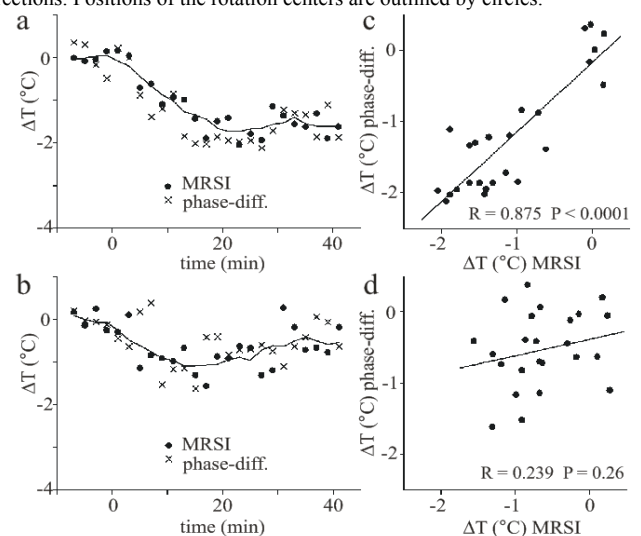 ections. Positions of the rotation centers are outlined by circles.
a
ΔT (°C)
0
-2
-4
0
20
40
time (min)
MRSI
phase-diff.
c
ΔT (°C) phase-diff.
0
-1
-2
-2
-1
0
ΔT (°C) MRSI
R = 0.875 P < 0.0001
b
ΔT (°C)
0
-2
-4
0
20
40
time (min)
MRSI
phase-diff.
d
ΔT (°C) phase-diff.
0
-1
-2
-2
-1
0
ΔT (°C) MRSI
R = 0.239 P = 0.26